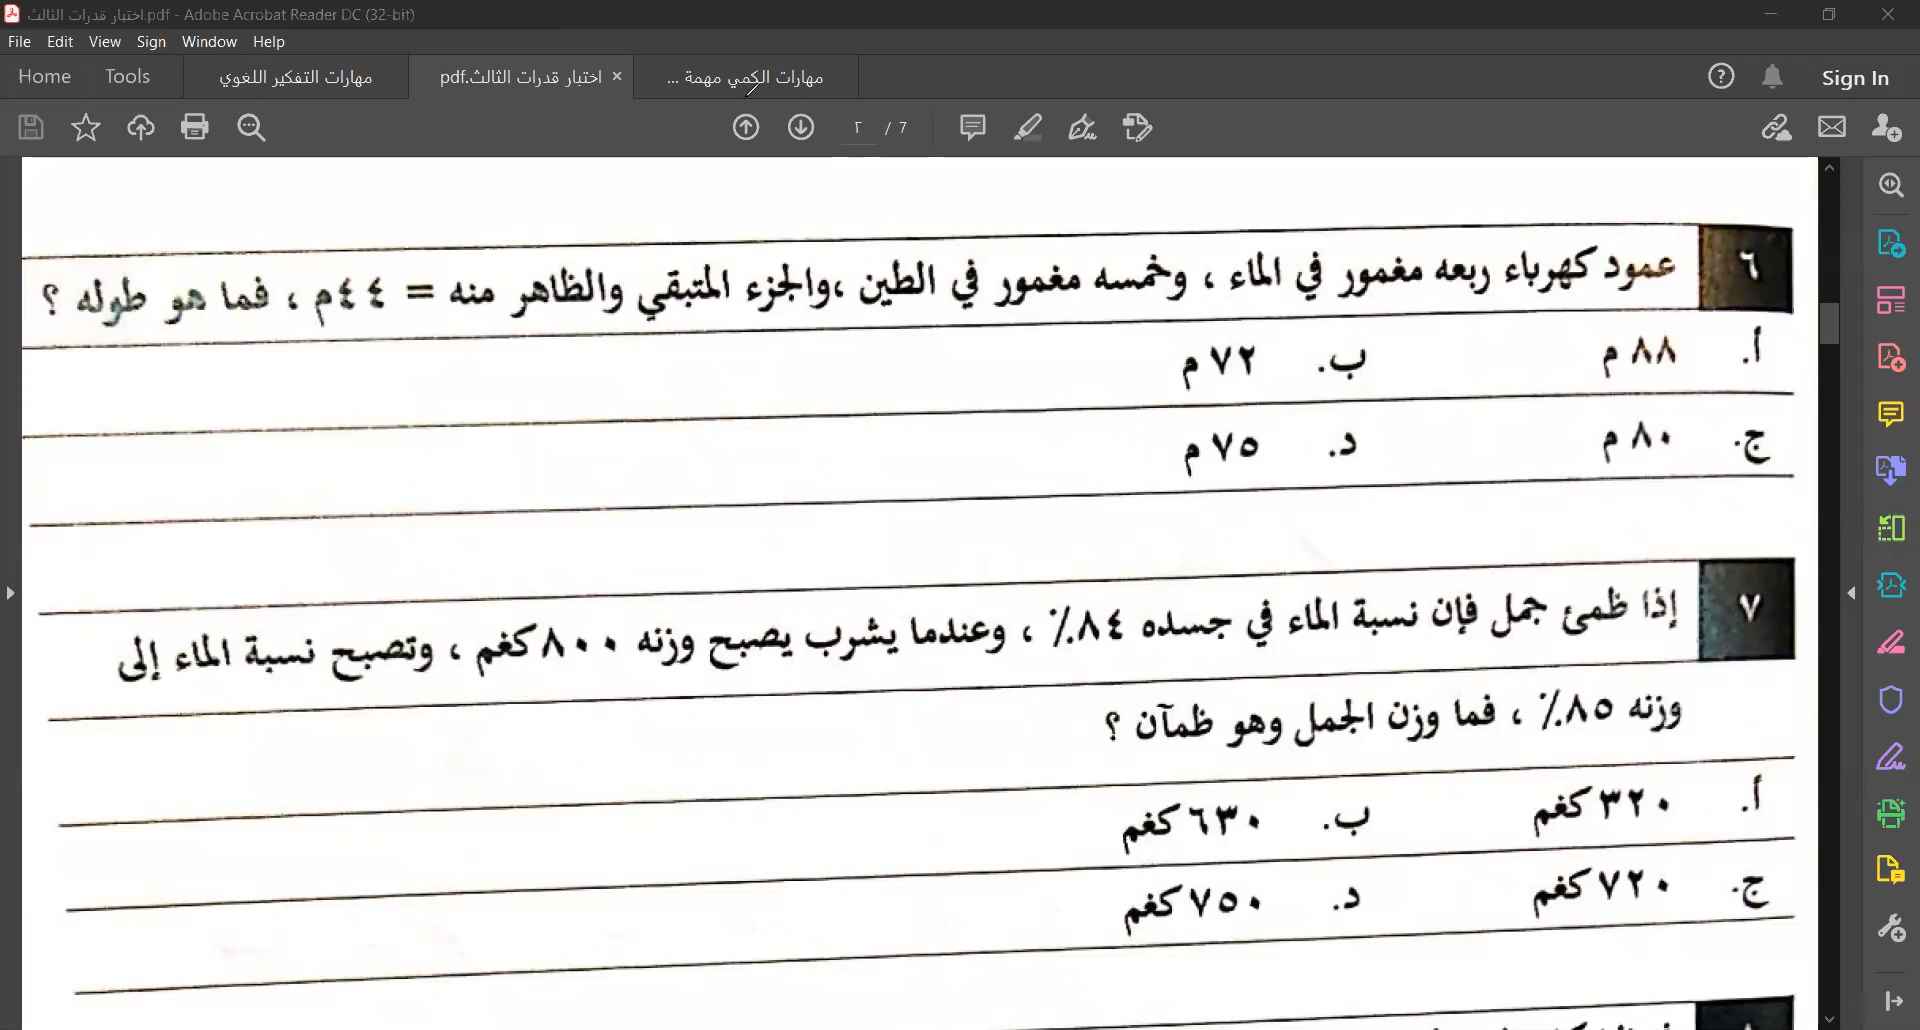 اختبار قدرات الثالث.pdf - Adobe Acrobat Reader DC (32-bit)
File Edit View Sign Window Help
Home Tools مهارات التفكير اللغوي اختبار قدرات الثالث.pdf × مهارات الكمي مهمة ... Sign In
٢ / 7
٦ عمود كهرباء ربعه مغمور في الماء ، وخمسه مغمور في الطين ،والجزء المتبقي والظاهر منه = ٤٤م ، فما هو طوله ؟
أ. ٨٨ م ب. ٧٢ م
ج. ٨٠ م د. ٧٥ م
٧ إذا ظمئ جمل فإن نسبة الماء في جسده ٨٤٪ ، وعندما يشرب يصبح وزنه ٨٠٠ كغم ، وتصبح نسبة الماء إلى
وزنه ٨٥٪ ، فما وزن الجمل وهو ظمآن ؟
أ. ٣٢٠ كغم ب. ٦٣٠ كغم
ج. ٧٢٠ كغم د. ٧٥٠ كغم